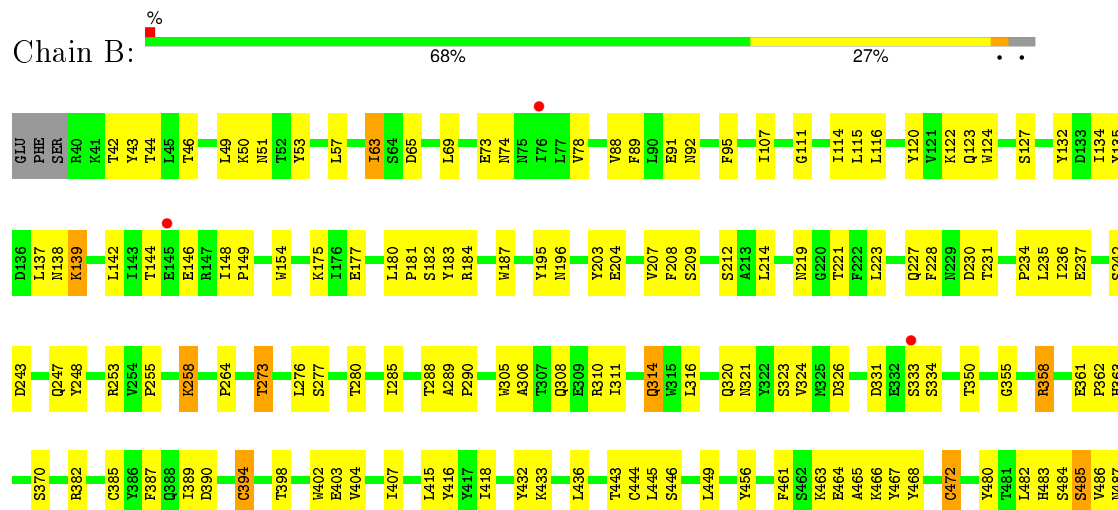 %
Chain B:
68% 27% • •
GLU PHE SER R40 K41 T42 Y43 T44 L45 T46 L49 K50 N51 T52 Y53 L57 I63 S64 D65 L69 E73 N74 N75 I76 L77 V78 V88 F89 L90 E91 N92 F95 I107 G111 I114 L115 L116 Y120 V121 K122 Q123 W124 S127 Y132 D133 I134 Y135
D136 L137 N138 K139 L142 I143 T144 E145 E146 R147 I148 P149 W154 K175 I176 E177 L180 P181 S182 Y183 R184 W187 Y195 N196 Y203 E204 V207 F208 S209 S212 A213 L214 N219 G220 T221 F222 L223 Q227 F228 N229 D230 T231 P234 L235 I236 E237 S242
D243 Q247 Y248 R253 V254 P255 K258 P264 T273 L276 S277 T280 I285 T288 A289 P290 W305 A306 T307 Q308 E309 R310 I311 Q314 W315 L316 Q320 N321 Y322 S323 V324 M325 D326 D331 E332 S333 S334 T350 G355 R358 E361 P362 H363
S370 R382 C385 Y386 F387 Q388 I389 D390 C394 T398 W402 E403 V404 I407 L415 Y416 Y417 I418 Y432 K433 L436 T443 C444 L445 S446 L449 Y456 F461 S462 K463 E464 A465 K466 Y467 Y468 C472 Y480 T481 L482 H483 S484 S485 V486 N487